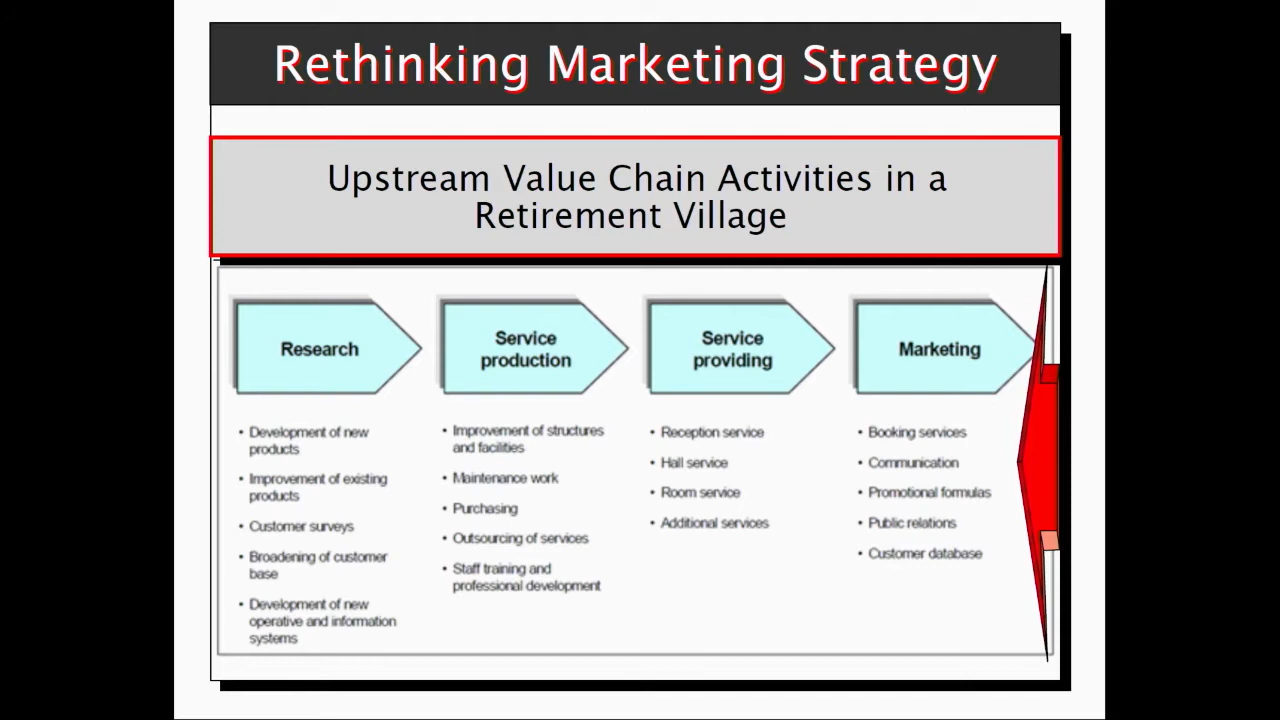 Rethinking Marketing Strategy
Upstream Value Chain Activities in a
Retirement Village
Research
• Development of new
products
• Improvement of existing
products
• Customer surveys
• Broadening of customer
base
• Development of new
operative and information
systems
Service
production
• Improvement of structures
and facilities
• Maintenance work
• Purchasing
• Outsourcing of services
• Staff training and
professional development
Service
providing
• Reception service
• Hall service
• Room service
• Additional services
Marketing
• Booking services
• Communication
• Promotional formulas
• Public relations
• Customer database